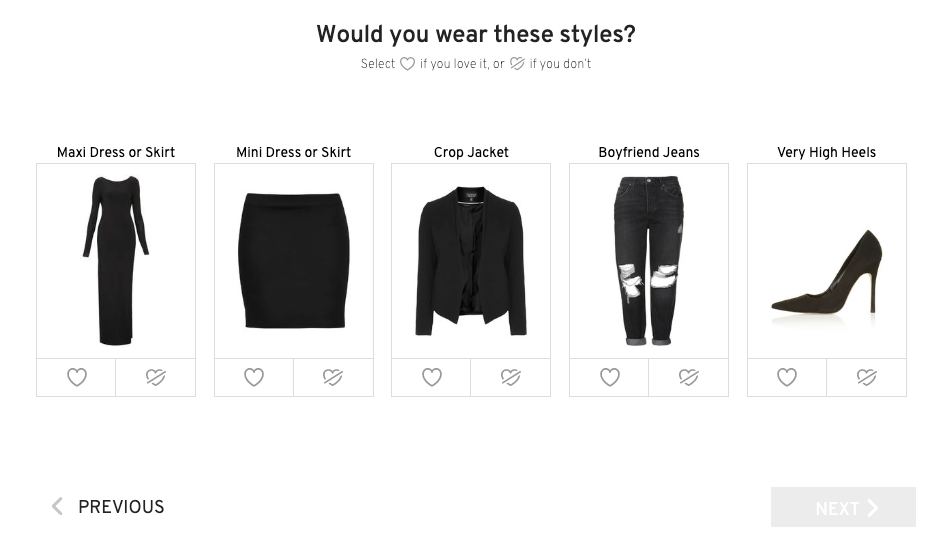 Would you wear these styles?
Select if you love it, or if you don't
Maxi Dress or Skirt
Mini Dress or Skirt
Crop Jacket
Boyfriend Jeans
Very High Heels
PREVIOUS
NEXT